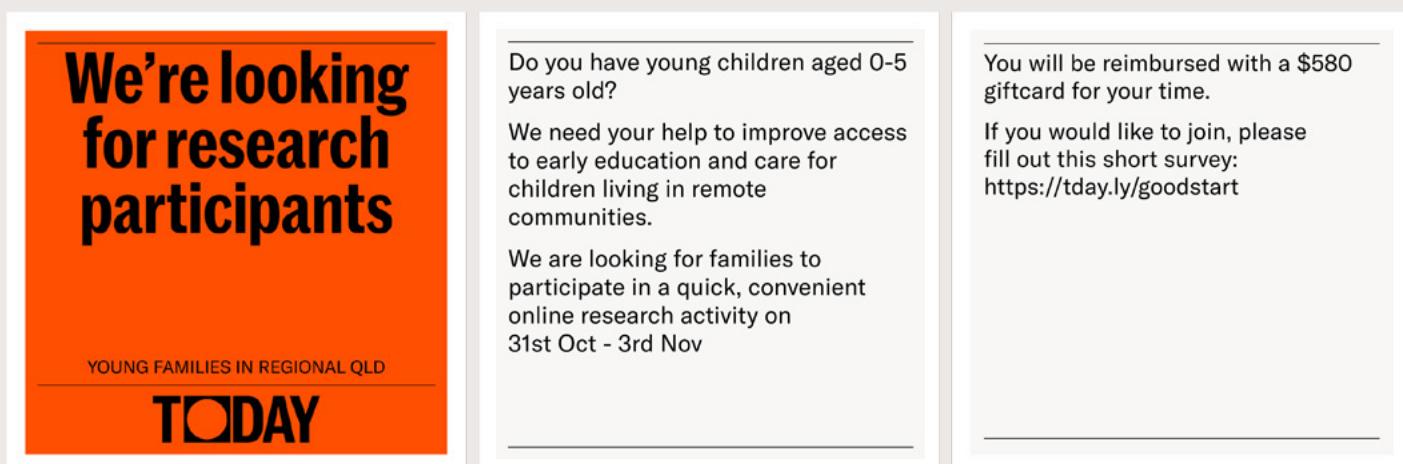 We're looking
for research
participants
YOUNG FAMILIES IN REGIONAL QLD
TODAY
Do you have young children aged 0-5
years old?
We need your help to improve access
to early education and care for
children living in remote
communities.
We are looking for families to
participate in a quick, convenient
online research activity on
31st Oct - 3rd Nov
You will be reimbursed with a $580
giftcard for your time.
If you would like to join, please
fill out this short survey:
https://tday.ly/goodstart